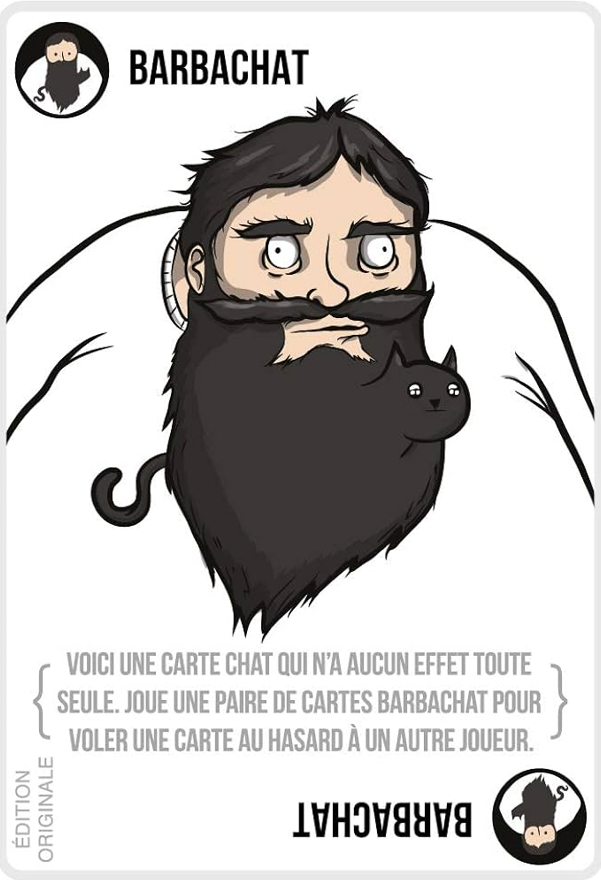 BARBACHAT
VOICI UNE CARTE CHAT QUI N'A AUCUN EFFET TOUTE
SEULE. JOUE UNE PAIRE DE CARTES BARBACHAT POUR
VOLER UNE CARTE AU HASARD À UN AUTRE JOUEUR.
ÉDITION
ORIGINALE
BARBACHAT